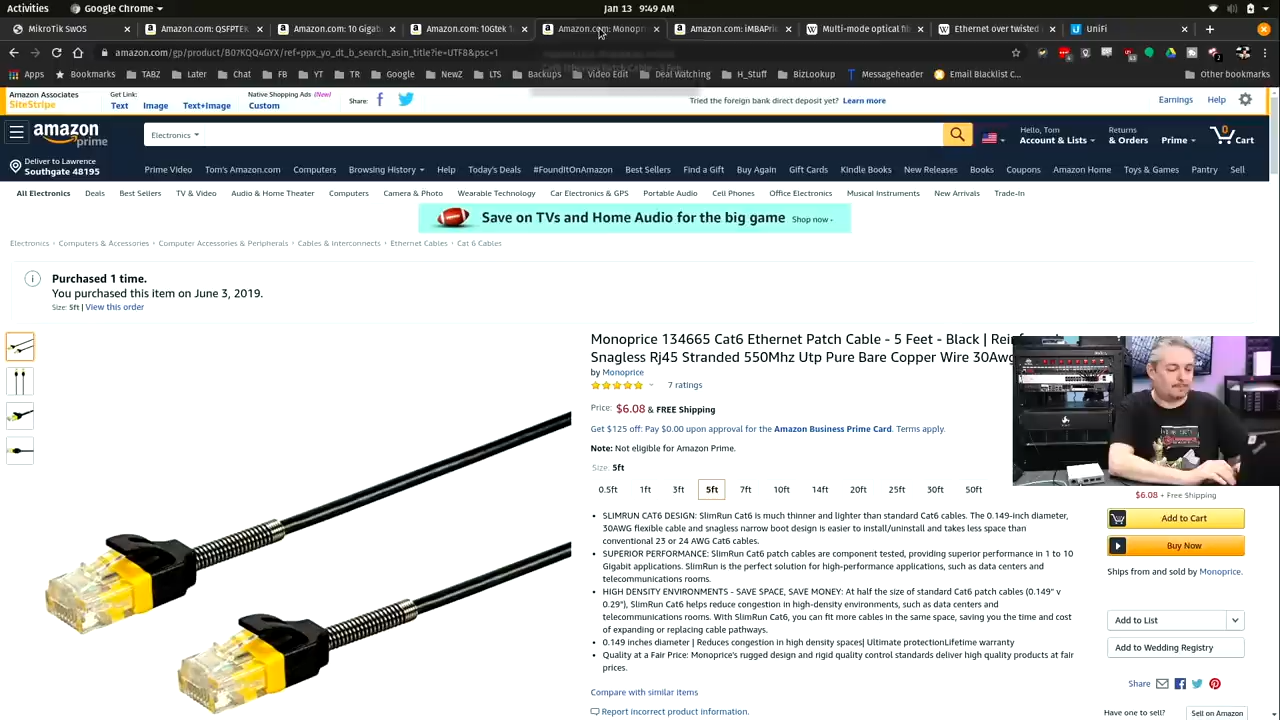 Activities
Google Chrome
Jan 13 9:49 AM
MikroTik SwOS
Amazon.com: QSFPTEK
Amazon.com: 10 Gigab
Amazon.com: 10Gtek
Amazon.com: Monopr
Amazon.com: iMBAPri
Multi-mode optical fi
Ethernet over twisted
UniFi
amazon.com/gp/product/B07KQQ4GYX/ref=ppx_yo_dt_b_search_asin_title?ie=UTF8&psc=1
Apps
Bookmarks
TABZ
Later
Chat
FB
YT
TR
Google
NewZ
LTS
Backups
Video Edit
Deal Watching
H_Stuff
BizLookup
Messageheader
Email Blacklist C...
Other bookmarks
Amazon Associates
SiteStripe
Get Link:
Text
Image
Text+Image
Native Shopping Ads (New)
Custom
Share:
Tried the foreign bank direct deposit yet? Learn more
Earnings
Help
amazon prime
Electronics
Hello, Tom
Account & Lists
Returns
& Orders
Prime
0
Cart
Deliver to Lawrence
Southgate 48195
Prime Video
Tom's Amazon.com
Computers
Browsing History
Help
Today's Deals
#FoundItOnAmazon
Best Sellers
Find a Gift
Buy Again
Gift Cards
Kindle Books
New Releases
Books
Coupons
Amazon Home
Toys & Games
Pantry
Sell
All Electronics
Deals
Best Sellers
TV & Video
Audio & Home Theater
Computers
Camera & Photo
Wearable Technology
Car Electronics & GPS
Portable Audio
Cell Phones
Office Electronics
Musical Instruments
New Arrivals
Trade-In
Save on TVs and Home Audio for the big game Shop now ›
Electronics › Computers & Accessories › Computer Accessories & Peripherals › Cables & Interconnects › Ethernet Cables › Cat 6 Cables
Purchased 1 time.
You purchased this item on June 3, 2019.
Size: 5ft | View this order
Monoprice 134665 Cat6 Ethernet Patch Cable - 5 Feet - Black |
Snagless Rj45 Stranded 550Mhz Utp Pure Bare Copper Wire 30Awg
by Monoprice
7 ratings
Price: $6.08 & FREE Shipping
Get $125 off: Pay $0.00 upon approval for the Amazon Business Prime Card. Terms apply.
Note: Not eligible for Amazon Prime.
Size: 5ft
0.5ft
1ft
3ft
5ft
7ft
10ft
14ft
20ft
25ft
30ft
50ft
• SLIMRUN CAT6 DESIGN: SlimRun Cat6 is much thinner and lighter than standard Cat6 cables. The 0.149-inch diameter,
30AWG flexible cable and snagless narrow boot design is easier to install/uninstall and takes less space than
conventional 23 or 24 AWG Cat6 cables.
• SUPERIOR PERFORMANCE: SlimRun Cat6 patch cables are component tested, providing superior performance in 1 to 10
Gigabit applications. SlimRun is the perfect solution for high-performance applications, such as data centers and
telecommunications rooms.
• HIGH DENSITY ENVIRONMENTS - SAVE SPACE, SAVE MONEY: At half the size of standard Cat6 patch cables (0.149" v
0.29"), SlimRun Cat6 helps reduce congestion in high-density environments, such as data centers and
telecommunications rooms. With SlimRun Cat6, you can fit more cables in the same space, saving you the time and cost
of expanding or replacing cable pathways.
• 0.149 inches diameter | Reduces congestion in high density spaces| Ultimate protectionLifetime warranty
• Quality at a Fair Price: Monoprice's rugged design and rigid quality control standards deliver high quality products at fair
prices.
Compare with similar items
Report incorrect product information.
$6.08 + Free Shipping
Add to Cart
Buy Now
Ships from and sold by Monoprice.
Add to List
Add to Wedding Registry
Share
Have one to sell?
Sell on Amazon